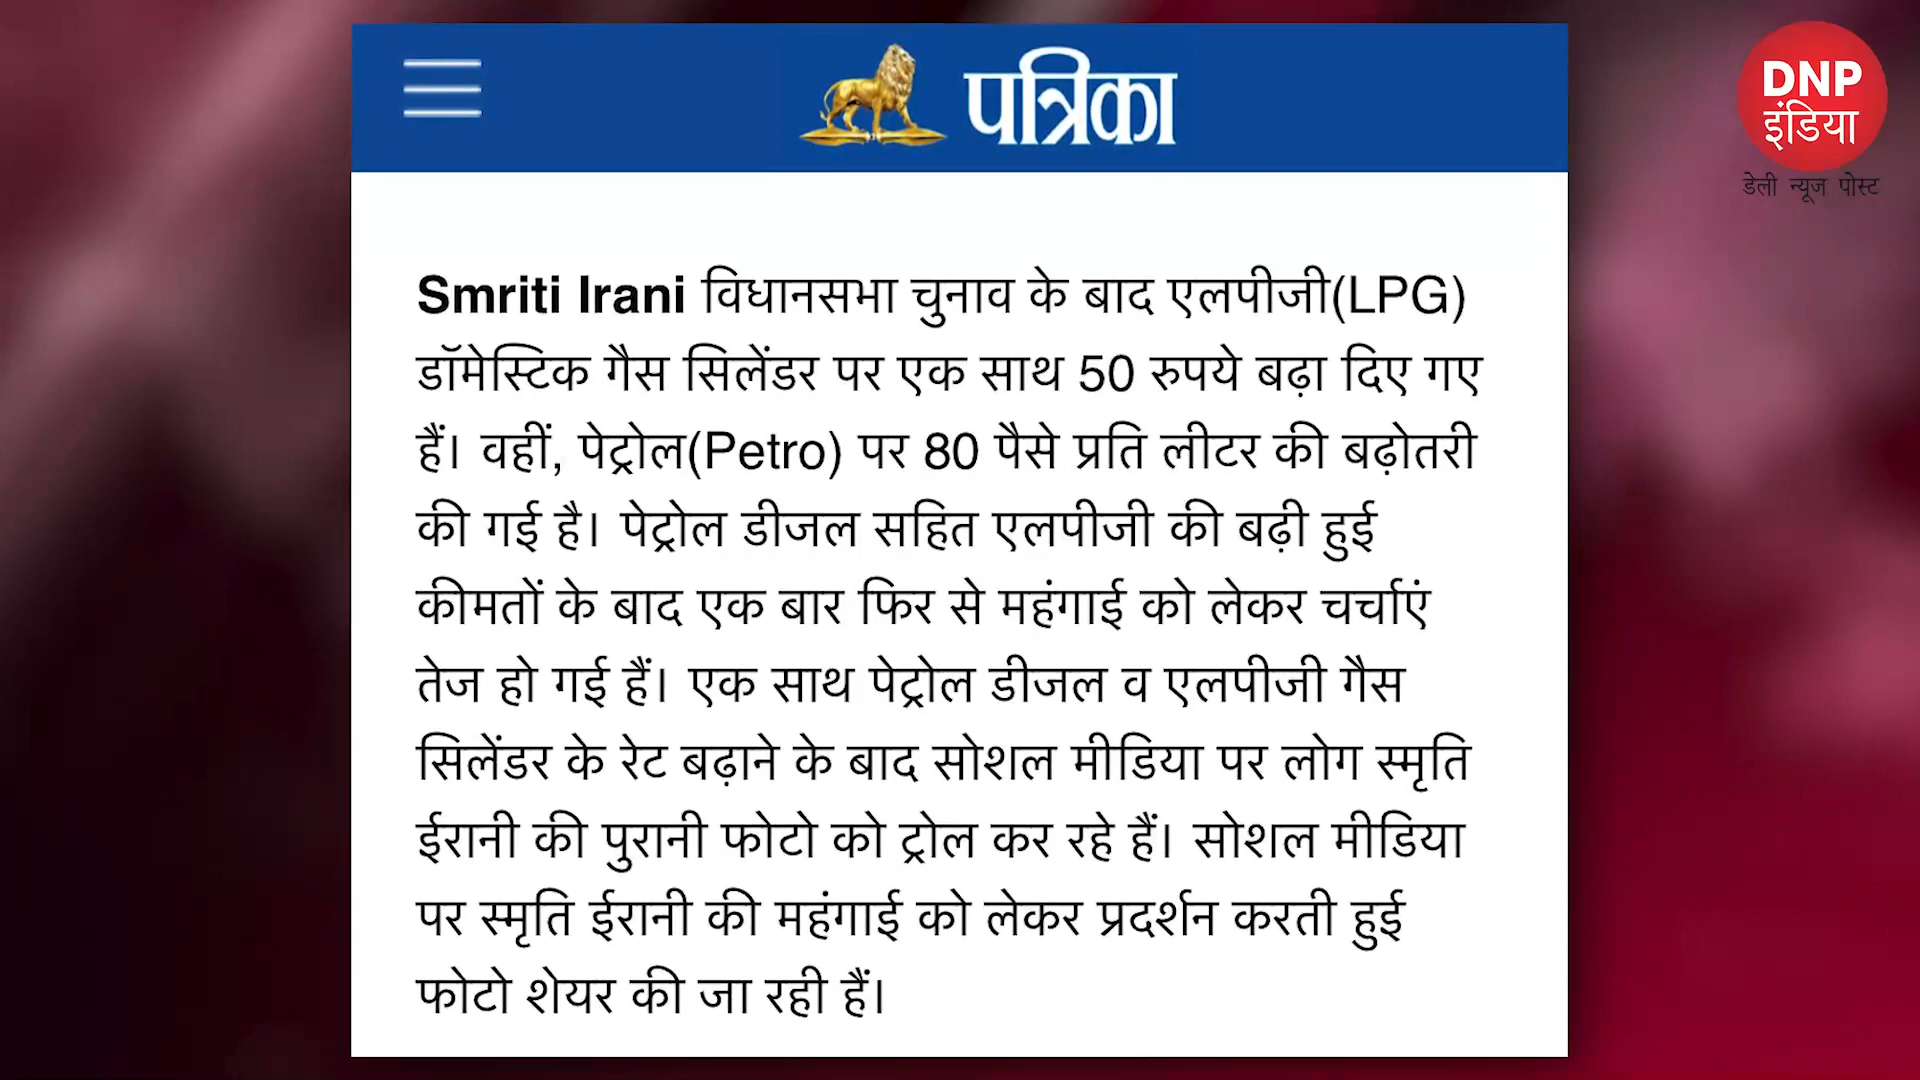 पत्रिका
DNP
इंडिया
डेली न्यूज पोस्ट
Smriti Irani विधानसभा चुनाव के बाद एलपीजी(LPG)
डॉमेस्टिक गैस सिलेंडर पर एक साथ 50 रुपये बढ़ा दिए गए
हैं। वहीं, पेट्रोल(Petro) पर 80 पैसे प्रति लीटर की बढ़ोतरी
की गई है। पेट्रोल डीजल सहित एलपीजी की बढ़ी हुई
कीमतों के बाद एक बार फिर से महंगाई को लेकर चर्चाएं
तेज हो गई हैं। एक साथ पेट्रोल डीजल व एलपीजी गैस
सिलेंडर के रेट बढ़ाने के बाद सोशल मीडिया पर लोग स्मृति
ईरानी की पुरानी फोटो को ट्रोल कर रहे हैं। सोशल मीडिया
पर स्मृति ईरानी की महंगाई को लेकर प्रदर्शन करती हुई
फोटो शेयर की जा रही हैं।